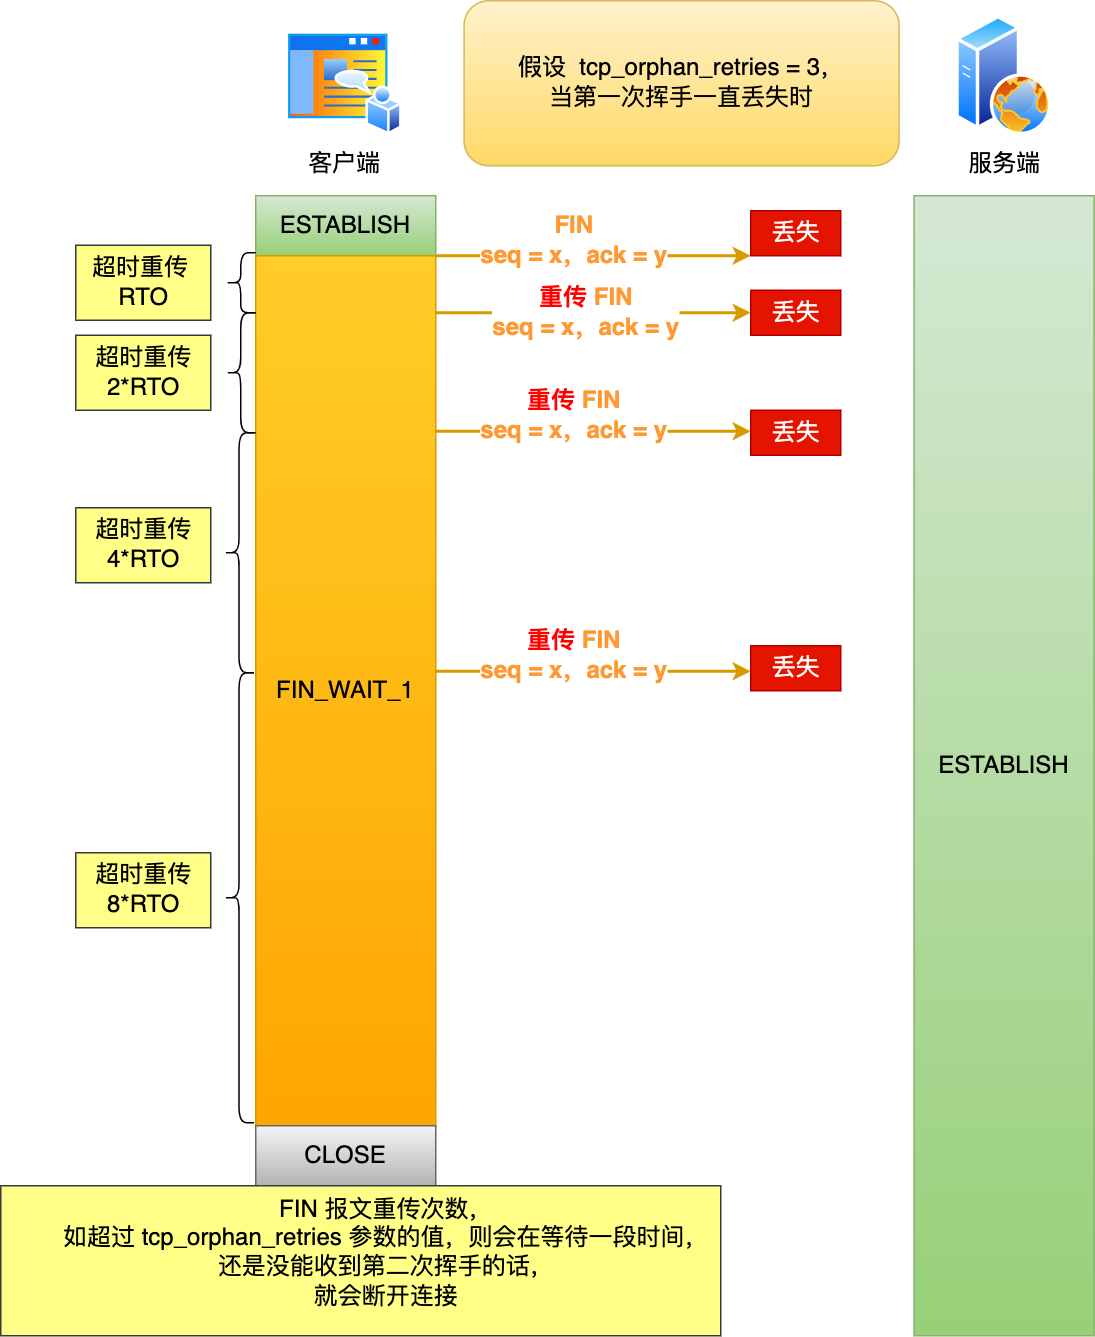 假设 tcp_orphan_retries = 3，
当第一次挥手一直丢失时
客户端
服务端
ESTABLISH
FIN
seq = x，ack = y
丢失
超时重传
RTO
重传 FIN
seq = x，ack = y
丢失
超时重传
2*RTO
重传 FIN
seq = x，ack = y
丢失
超时重传
4*RTO
重传 FIN
seq = x，ack = y
丢失
FIN_WAIT_1
ESTABLISH
超时重传
8*RTO
CLOSE
FIN 报文重传次数，
如超过 tcp_orphan_retries 参数的值，则会在等待一段时间，
还是没能收到第二次挥手的话，
就会断开连接